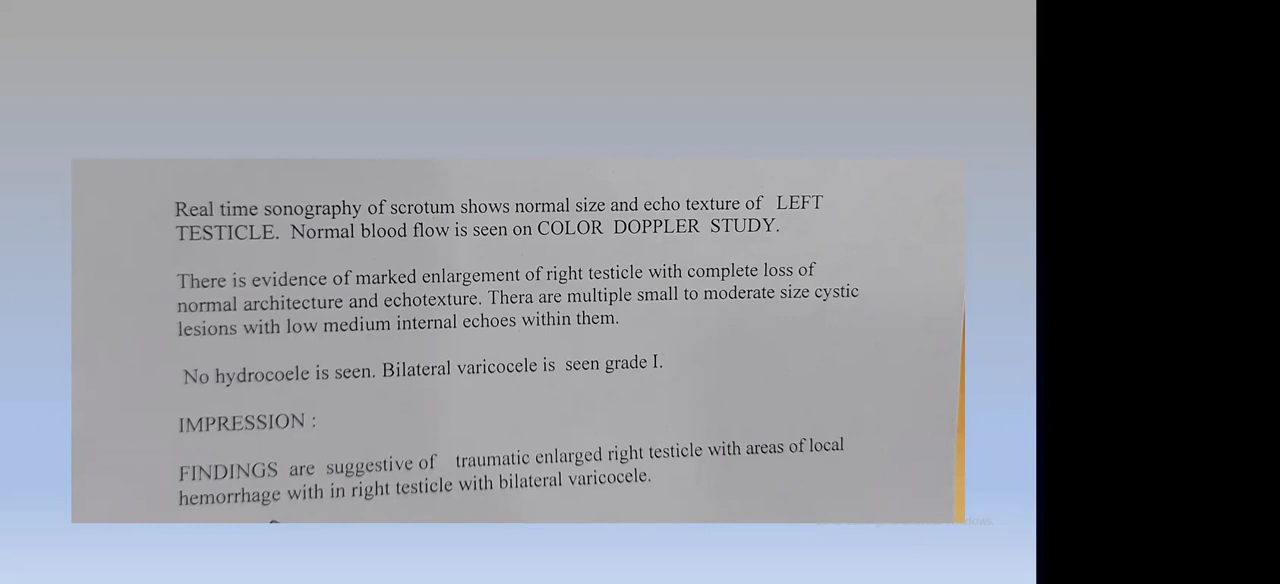 Real time sonography of scrotum shows normal size and echo texture of LEFT
TESTICLE. Normal blood flow is seen on COLOR DOPPLER STUDY.
There is evidence of marked enlargement of right testicle with complete loss of
normal architecture and echotexture. Thera are multiple small to moderate size cystic
lesions with low medium internal echoes within them.
No hydrocoele is seen. Bilateral varicocele is seen grade I.
IMPRESSION :
FINDINGS are suggestive of traumatic enlarged right testicle with areas of local
hemorrhage with in right testicle with bilateral varicocele.